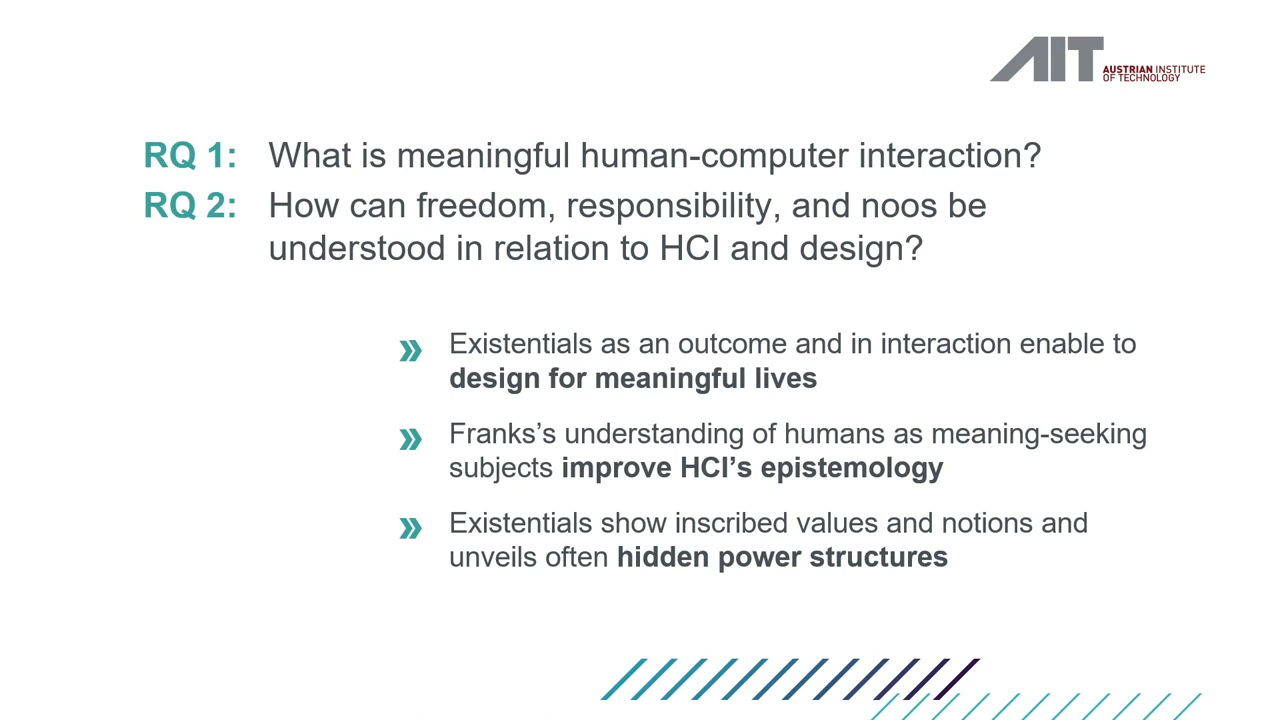 AIT AUSTRIAN INSTITUTE
OF TECHNOLOGY
RQ 1: What is meaningful human-computer interaction?
RQ 2: How can freedom, responsibility, and noos be
understood in relation to HCI and design?
Existentials as an outcome and in interaction enable to
design for meaningful lives
Franks’s understanding of humans as meaning-seeking
subjects improve HCI’s epistemology
Existentials show inscribed values and notions and
unveils often hidden power structures